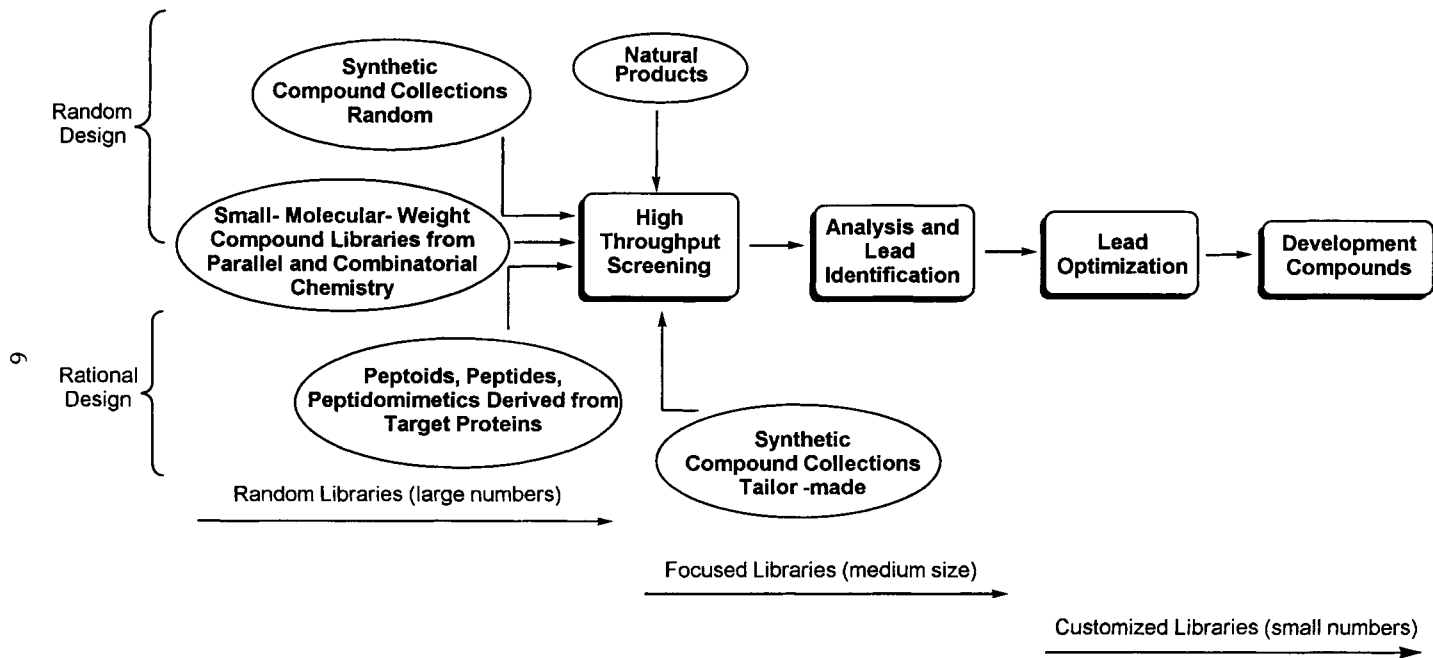 Synthetic
Compound Collections
Random
Natural
Products
Random
Design
Small- Molecular- Weight
Compound Libraries from
Parallel and Combinatorial
Chemistry
High
Throughput
Screening
Analysis and
Lead
Identification
Lead
Optimization
Development
Compounds
9
Rational
Design
Peptoids, Peptides,
Peptidomimetics Derived from
Target Proteins
Synthetic
Compound Collections
Tailor -made
Random Libraries (large numbers)
Focused Libraries (medium size)
Customized Libraries (small numbers)